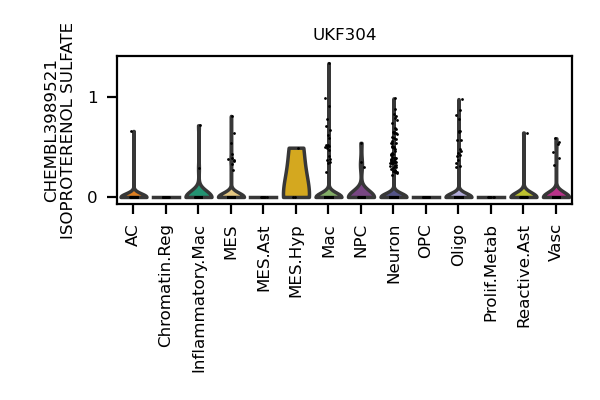 UKF304
CHEMBL3989521
ISOPROTERENOL SULFATE
1
0
AC
Chromatin.Reg
Inflammatory.Mac
MES
MES.Ast
MES.Hyp
Mac
NPC
Neuron
OPC
Oligo
Prolif.Metab
Reactive.Ast
Vasc